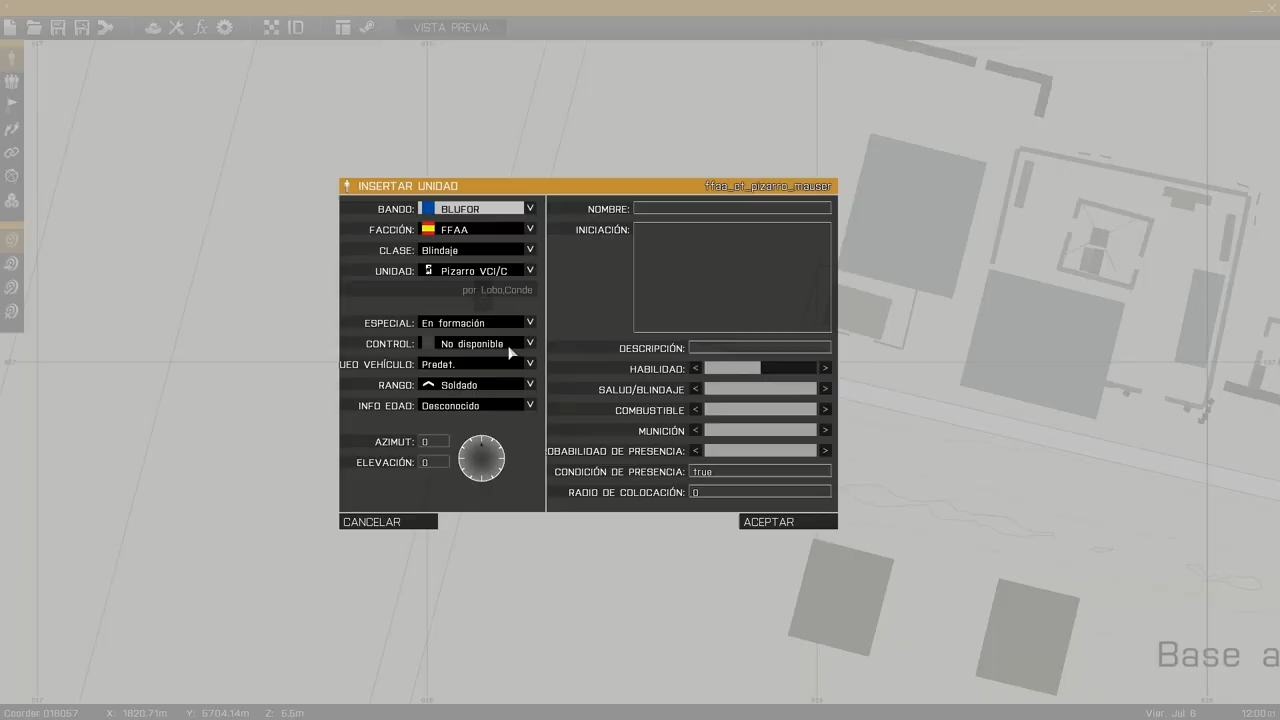 VISTA PREVIA
INSERTAR UNIDAD
ffaa_et_pizarro_mauser
BANDO: BLUFOR
FACCIÓN: FFAA
CLASE: Blindaje
UNIDAD: Pizarro VCI/C
por Lobo,Conde
ESPECIAL: En formación
CONTROL: No disponible
UEO VEHÍCULO: Predet.
RANGO: Soldado
INFO EDAD: Desconocido
AZIMUT: 0
ELEVACIÓN: 0
NOMBRE:
INICIACIÓN:
DESCRIPCIÓN:
HABILIDAD:
SALUD/BLINDAJE
COMBUSTIBLE
MUNICIÓN
OBABILIDAD DE PRESENCIA:
CONDICIÓN DE PRESENCIA: true
RADIO DE COLOCACIÓN: 0
CANCELAR
ACEPTAR
Base a
Coorder 018057 X: 1820.71m Y: 5704.14m Z: 5.5m
Vier. Jul 6 12:00m